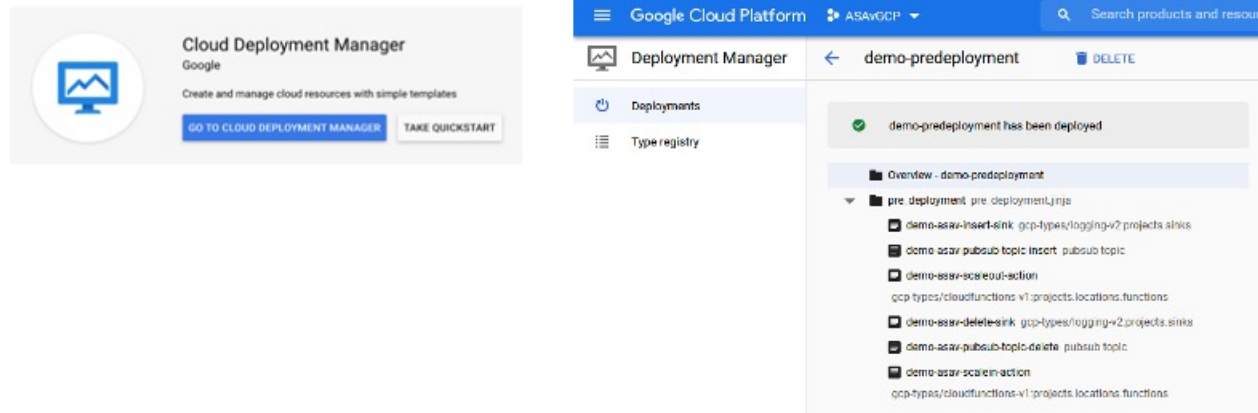 Cloud Deployment Manager
Google
Create and manage cloud resources with simple templates
GO TO CLOUD DEPLOYMENT MANAGER
TAKE QUICKSTART
Google Cloud Platform
ASAvGCP
Search products and resou
Deployment Manager
demo-predeployment
DELETE
Deployments
Type registry
demo-predeployment has been deployed
Overview - demo-predeployment
pre_deployment pre_deployment.jinja
demo-asav-insert-sink gcp-types/logging-v2:projects.sinks
demo-asav-pubsub-topic-insert pubsub topic
demo-asav-scaleout-action
gcp-types/cloudfunctions-v1:projects.locations.functions
demo-asav-delete-sink gcp-types/logging-v2:projects.sinks
demo-asav-pubsub-topic-delete pubsub topic
demo-asav-scalein-action
gcp-types/cloudfunctions-v1:projects.locations.functions